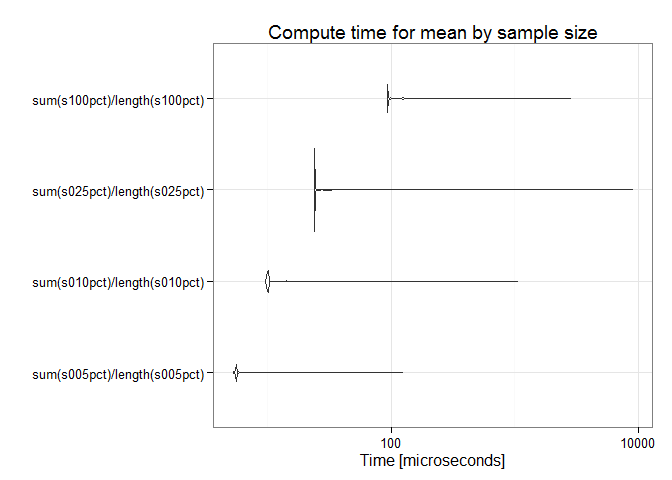 Compute time for mean by sample size
sum(s100pct)/length(s100pct)
sum(s025pct)/length(s025pct)
sum(s010pct)/length(s010pct)
sum(s005pct)/length(s005pct)
100
10000
Time [microseconds]